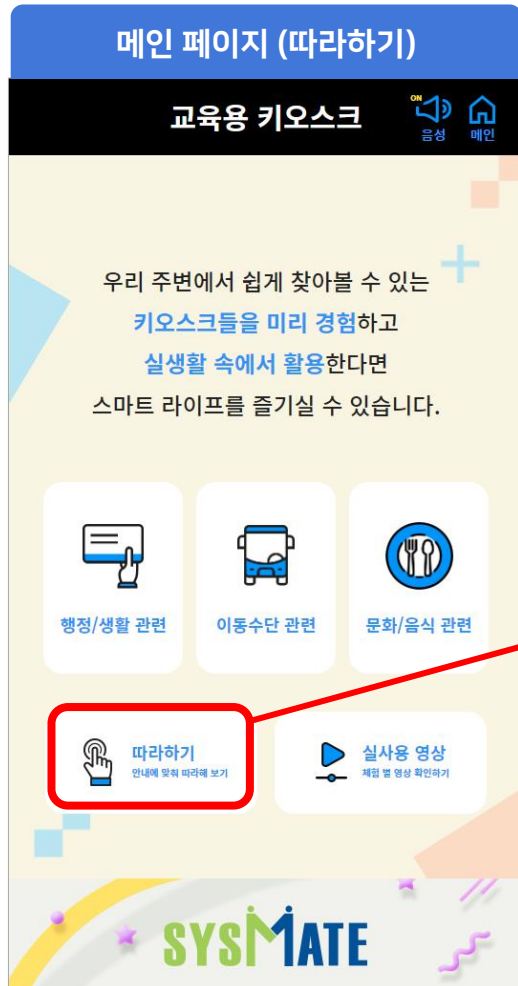 메인 페이지 (따라하기)
교육용 키오스크
ON
음성
메인
우리 주변에서 쉽게 찾아볼 수 있는
키오스크들을 미리 경험하고
실생활 속에서 활용한다면
스마트 라이프를 즐기실 수 있습니다.
행정/생활 관련
이동수단 관련
문화/음식 관련
따라하기
안내에 맞춰 따라해 보기
실사용 영상
체험 별 영상 확인하기
SYSMATE